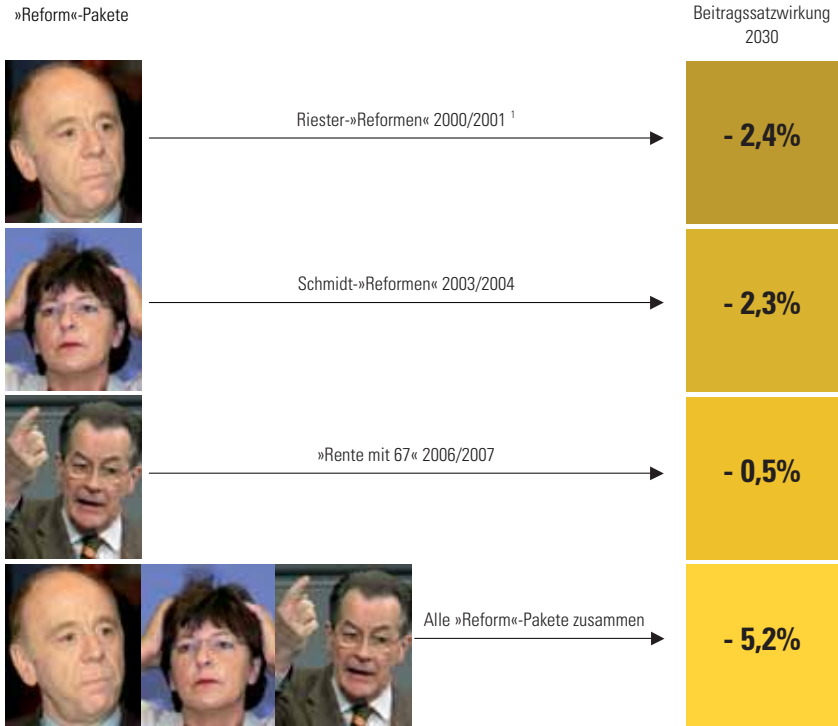 »Reform«-Pakete
Beitragssatzwirkung
2030
Riester-»Reformen« 2000/2001 ¹
- 2,4%
Schmidt-»Reformen« 2003/2004
- 2,3%
»Rente mit 67« 2006/2007
- 0,5%
Alle »Reform«-Pakete zusammen
- 5,2%